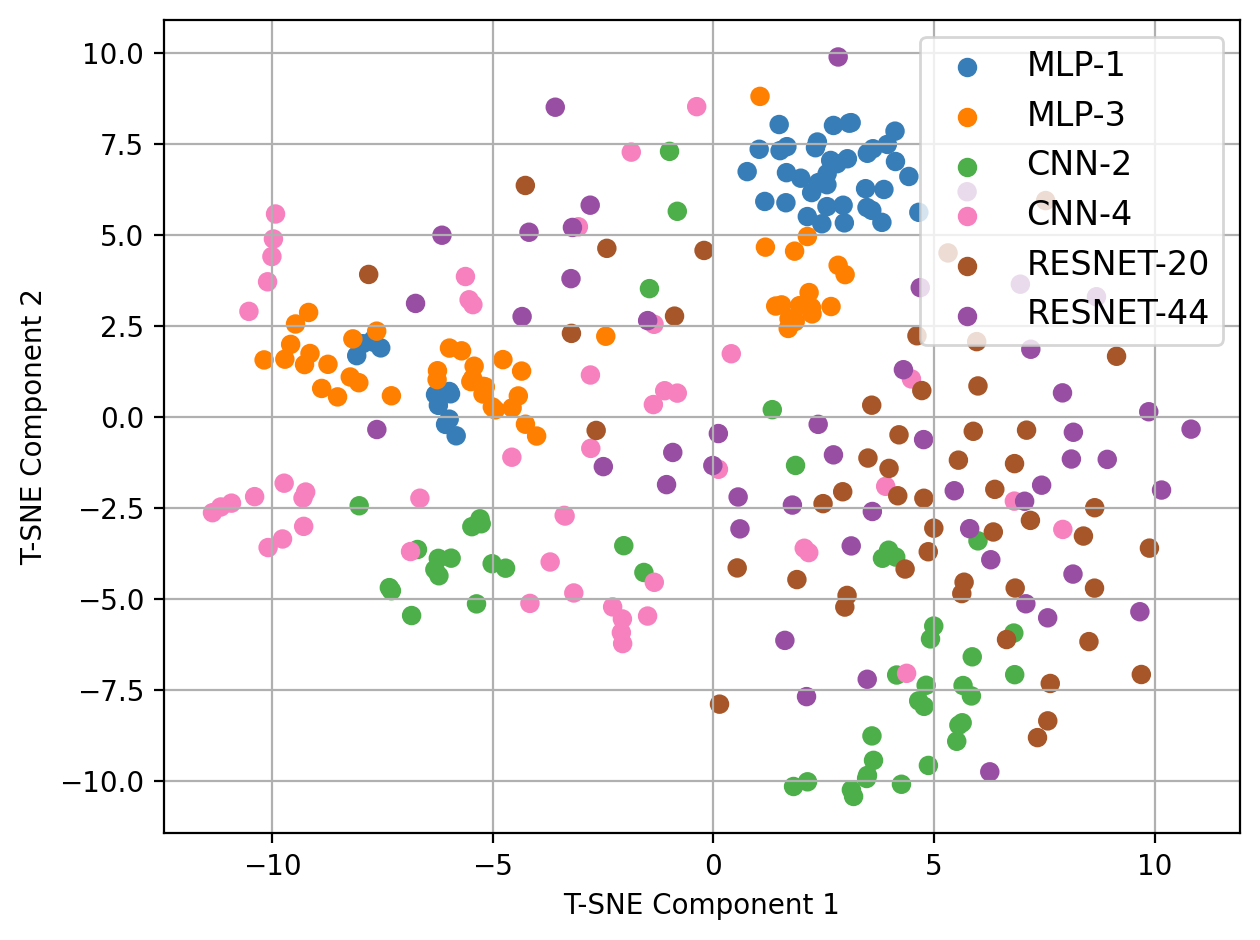 10.0
7.5
5.0
2.5
0.0
−2.5
−5.0
−7.5
−10.0
T-SNE Component 2
MLP-1
MLP-3
CNN-2
CNN-4
RESNET-20
RESNET-44
−10
−5
0
5
10
T-SNE Component 1